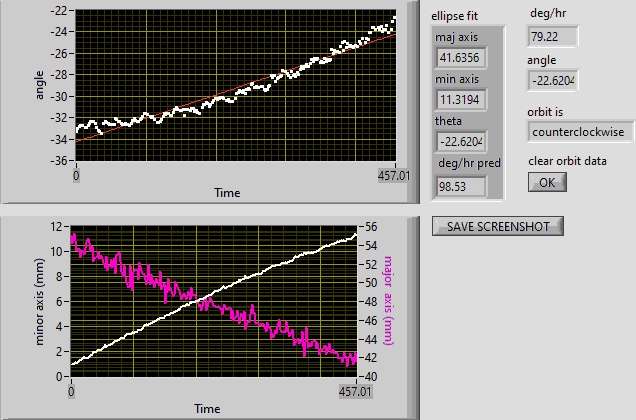 -22
-24
-26
-28
-30
-32
-34
-36
angle
0
457.01
Time
ellipse fit
maj axis
41.6356
min axis
11.3194
theta
-22.6204
deg/hr pred
98.53
deg/hr
79.22
angle
-22.6204
orbit is
counterclockwise
clear orbit data
OK
SAVE SCREENSHOT
12
10
8
6
4
2
0
minor axis (mm)
56
54
52
50
48
46
44
42
40
major axis (mm)
0
457.01
Time